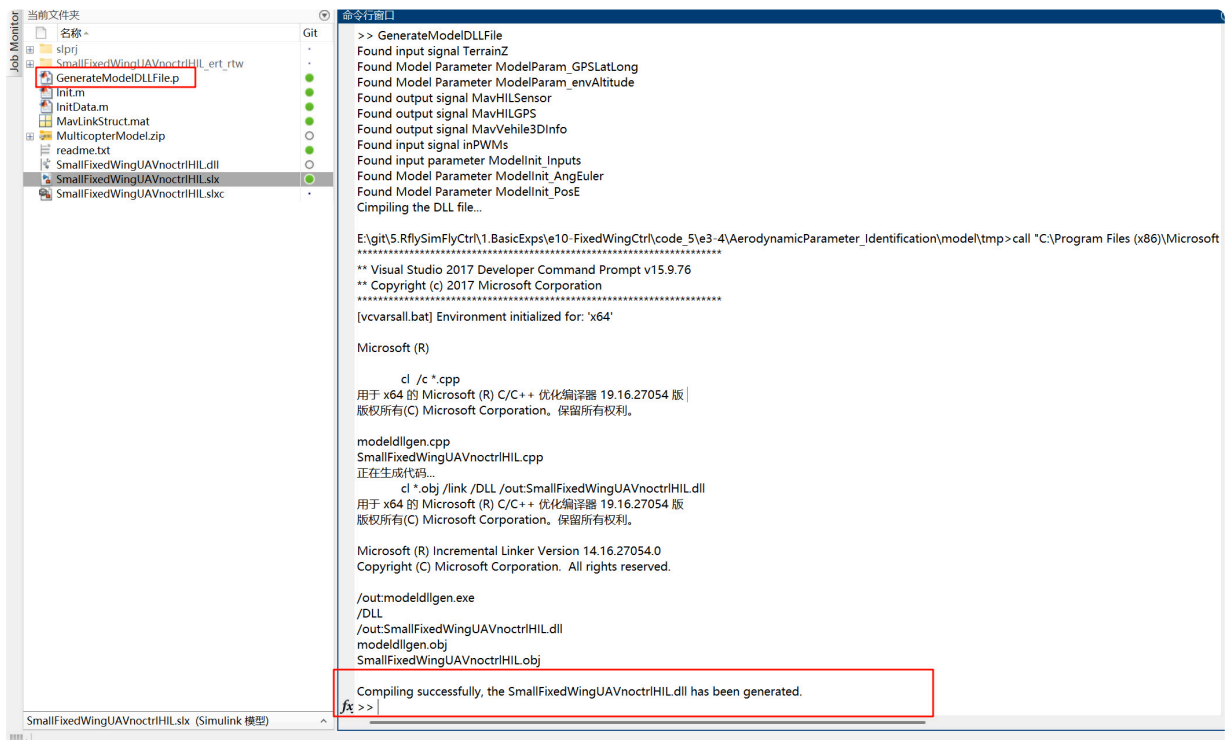 Job Monitor
当前文件夹
名称
Git
slprj
SmallFixedWingUAVnoctrlHIL_ert_rtw
GenerateModelDLLFile.p
Init.m
InitData.m
MavLinkStruct.mat
MulticopterModel.zip
readme.txt
SmallFixedWingUAVnoctrlHIL.dll
SmallFixedWingUAVnoctrlHIL.slx
SmallFixedWingUAVnoctrlHIL.slxc
SmallFixedWingUAVnoctrlHIL.slx (Simulink 模型)
命令行窗口
>> GenerateModelDLLFile
Found input signal TerrainZ
Found Model Parameter ModelParam_GPSLatLong
Found Model Parameter ModelParam_envAltitude
Found output signal MavHILSensor
Found output signal MavHILGPS
Found output signal MavVehile3DInfo
Found input signal inPWMs
Found input parameter ModelInit_Inputs
Found Model Parameter ModelInit_AngEuler
Found Model Parameter ModelInit_PosE
Cimpiling the DLL file...
E:\git\5.RflySimFlyCtrl\1.BasicExps\e10-FixedWingCtrl\code_5\e3-4\AerodynamicParameter_Identification\model\tmp>call "C:\Program Files (x86)\Microsoft
**********************************************************************
** Visual Studio 2017 Developer Command Prompt v15.9.76
** Copyright (c) 2017 Microsoft Corporation
**********************************************************************
[vcvarsall.bat] Environment initialized for: 'x64'
Microsoft (R)
cl /c *.cpp
用于 x64 的 Microsoft (R) C/C++ 优化编译器 19.16.27054 版
版权所有(C) Microsoft Corporation。保留所有权利。
modeldllgen.cpp
SmallFixedWingUAVnoctrlHIL.cpp
正在生成代码...
cl *.obj /link /DLL /out:SmallFixedWingUAVnoctrlHIL.dll
用于 x64 的 Microsoft (R) C/C++ 优化编译器 19.16.27054 版
版权所有(C) Microsoft Corporation。保留所有权利。
Microsoft (R) Incremental Linker Version 14.16.27054.0
Copyright (C) Microsoft Corporation.  All rights reserved.
/out:modeldllgen.exe
/DLL
/out:SmallFixedWingUAVnoctrlHIL.dll
modeldllgen.obj
SmallFixedWingUAVnoctrlHIL.obj
Compiling successfully, the SmallFixedWingUAVnoctrlHIL.dll has been generated.
fx >>